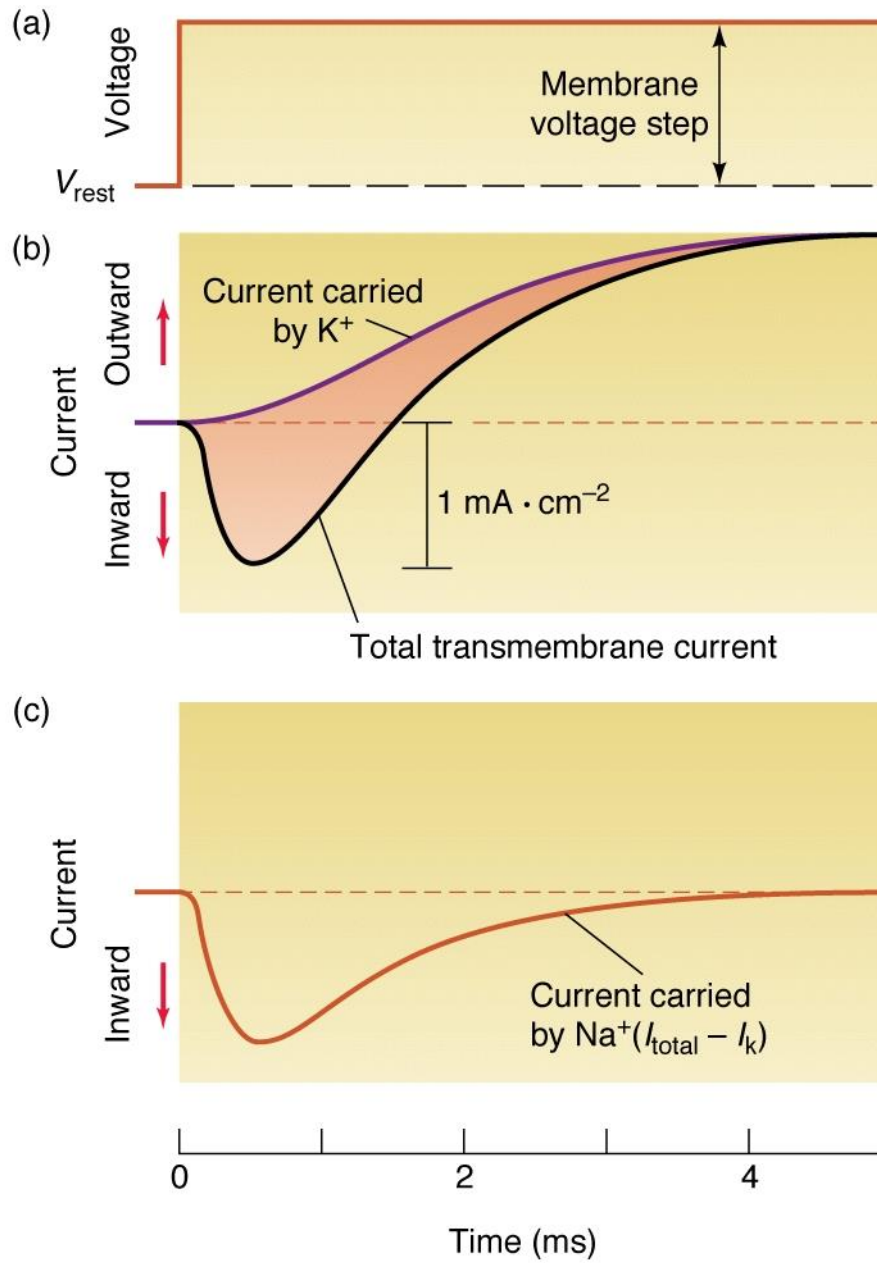 (a)
Voltage
V_rest
Membrane
voltage step
(b)
Outward
Current
Inward
Current carried
by K⁺
1 mA · cm⁻²
Total transmembrane current
(c)
Current
Inward
Current carried
by Na⁺(I_total – I_k)
0 2 4
Time (ms)